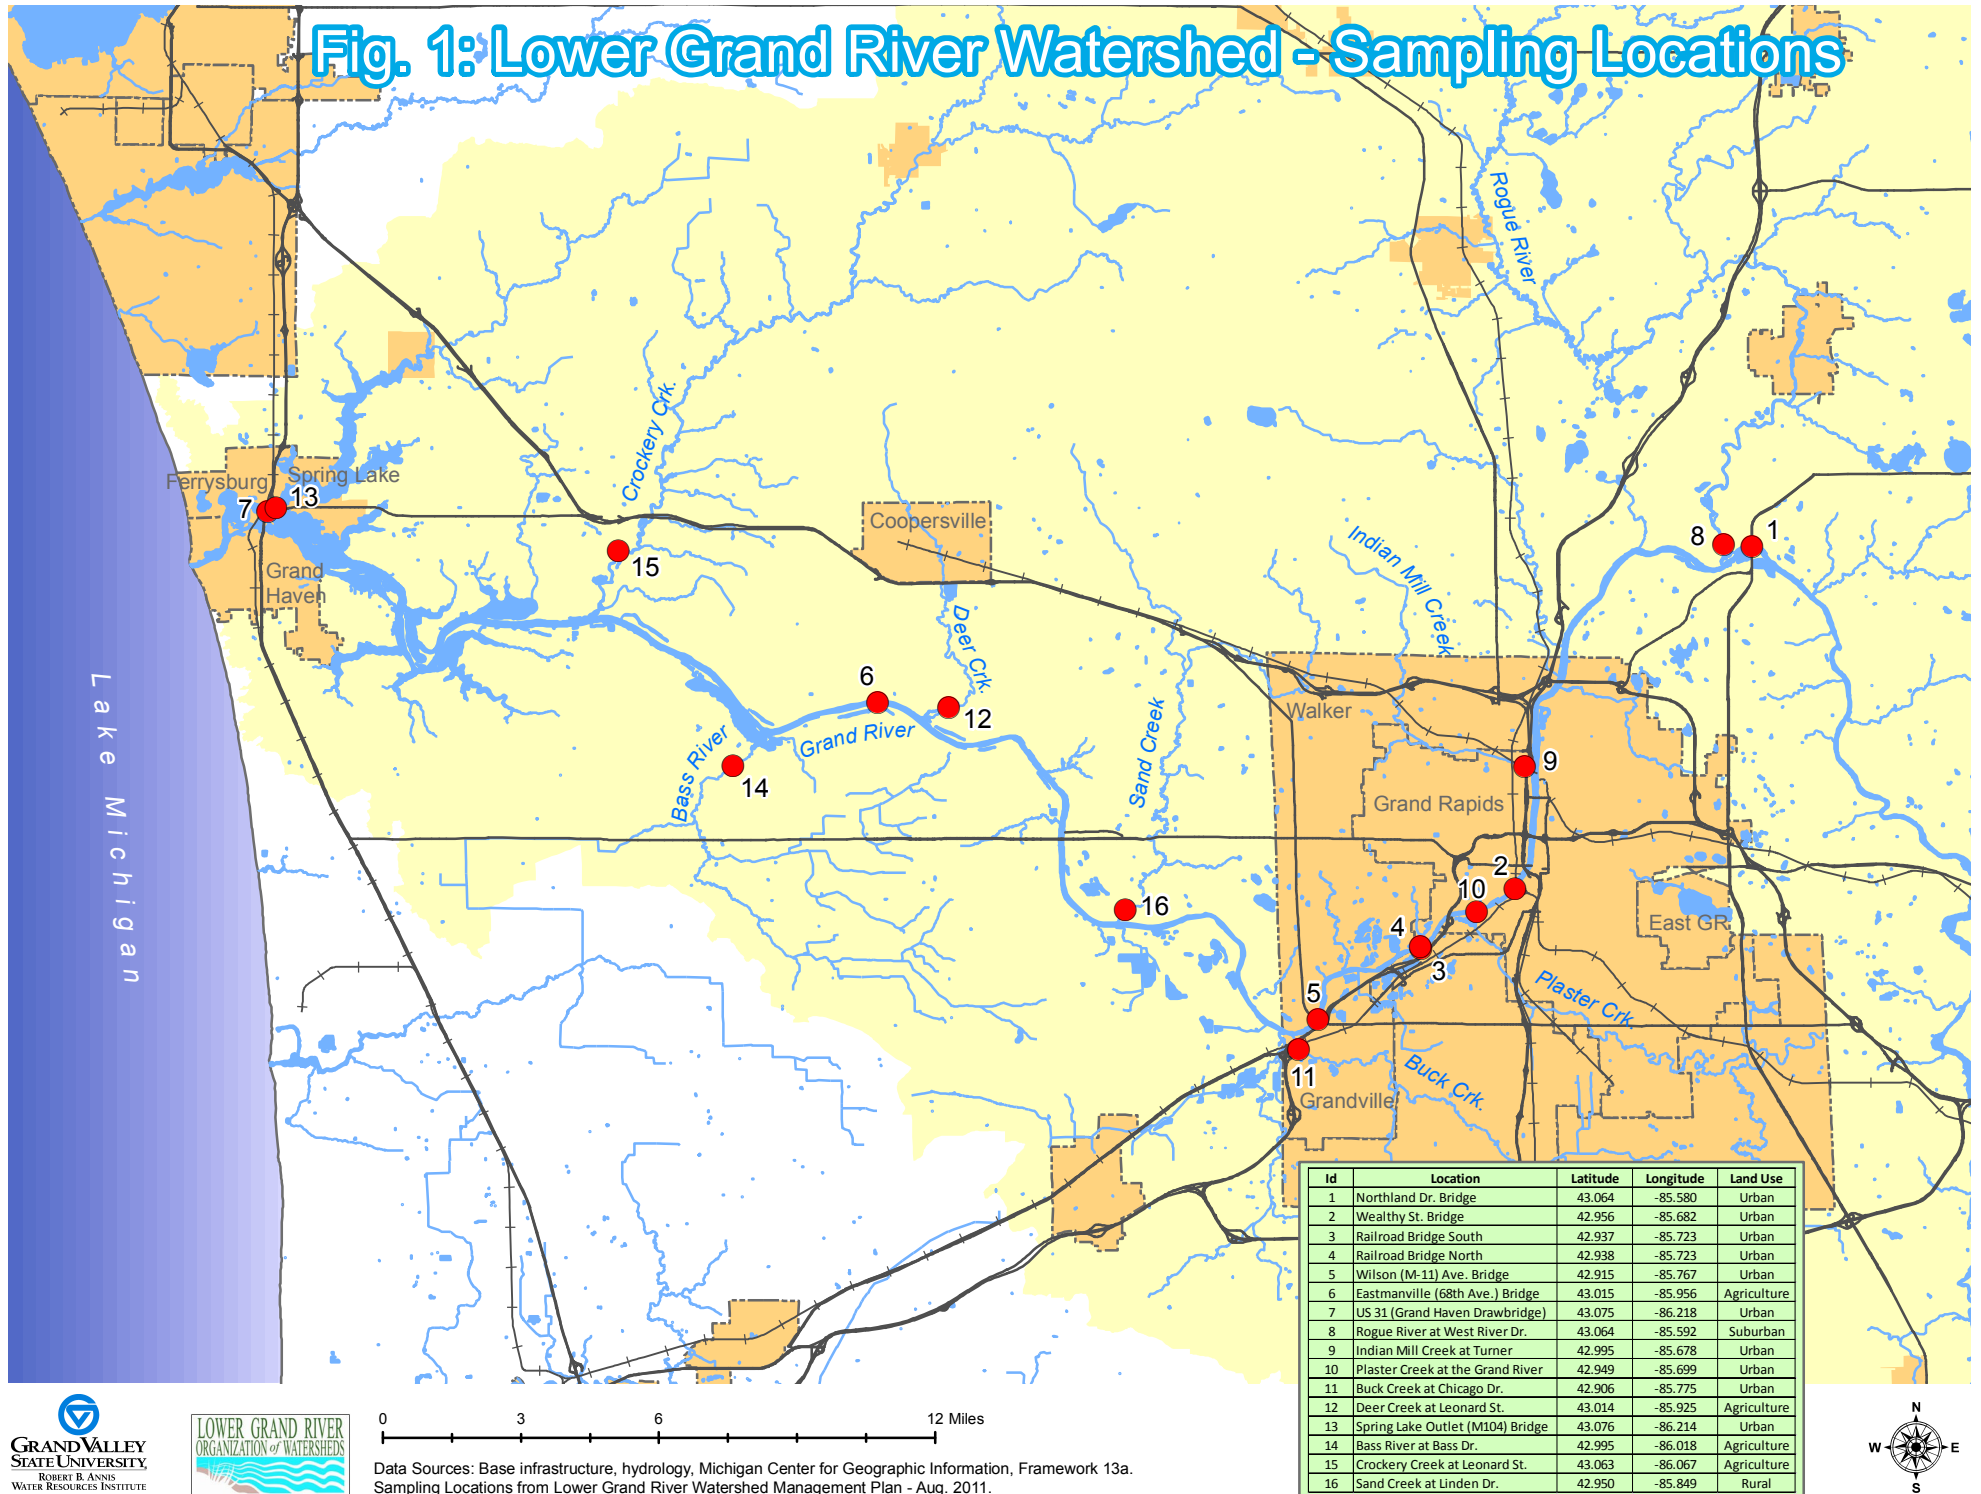 Fig. 1: Lower Grand River Watershed - Sampling Locations
Rogue River
Crockery Crk.
Ferrysburg
Spring Lake
7
13
Coopersville
Indian Mill Creek
8
1
15
Grand
Haven
Deer Crk.
Lake Michigan
6
12
Grand River
Bass River
14
Sand Creek
Walker
9
Grand Rapids
2
10
16
4
3
East GR
5
Plaster Crk.
11
Buck Crk.
Grandville
Id Location Latitude Longitude Land Use
1 Northland Dr. Bridge 43.064 -85.580 Urban
2 Wealthy St. Bridge 42.956 -85.682 Urban
3 Railroad Bridge South 42.937 -85.723 Urban
4 Railroad Bridge North 42.938 -85.723 Urban
5 Wilson (M-11) Ave. Bridge 42.915 -85.767 Urban
6 Eastmanville (68th Ave.) Bridge 43.015 -85.956 Agriculture
7 US 31 (Grand Haven Drawbridge) 43.075 -86.218 Urban
8 Rogue River at West River Dr. 43.064 -85.592 Suburban
9 Indian Mill Creek at Turner 42.995 -85.678 Urban
10 Plaster Creek at the Grand River 42.949 -85.699 Urban
11 Buck Creek at Chicago Dr. 42.906 -85.775 Urban
12 Deer Creek at Leonard St. 43.014 -85.925 Agriculture
13 Spring Lake Outlet (M104) Bridge 43.076 -86.214 Urban
14 Bass River at Bass Dr. 42.995 -86.018 Agriculture
15 Crockery Creek at Leonard St. 43.063 -86.067 Agriculture
16 Sand Creek at Linden Dr. 42.950 -85.849 Rural
GRANDVALLEY
STATE UNIVERSITY
ROBERT B. ANNIS
WATER RESOURCES INSTITUTE
LOWER GRAND RIVER
ORGANIZATION of WATERSHEDS
0 3 6 12 Miles
Data Sources: Base infrastructure, hydrology, Michigan Center for Geographic Information, Framework 13a.
Sampling Locations from Lower Grand River Watershed Management Plan - Aug. 2011.
N
W E
S